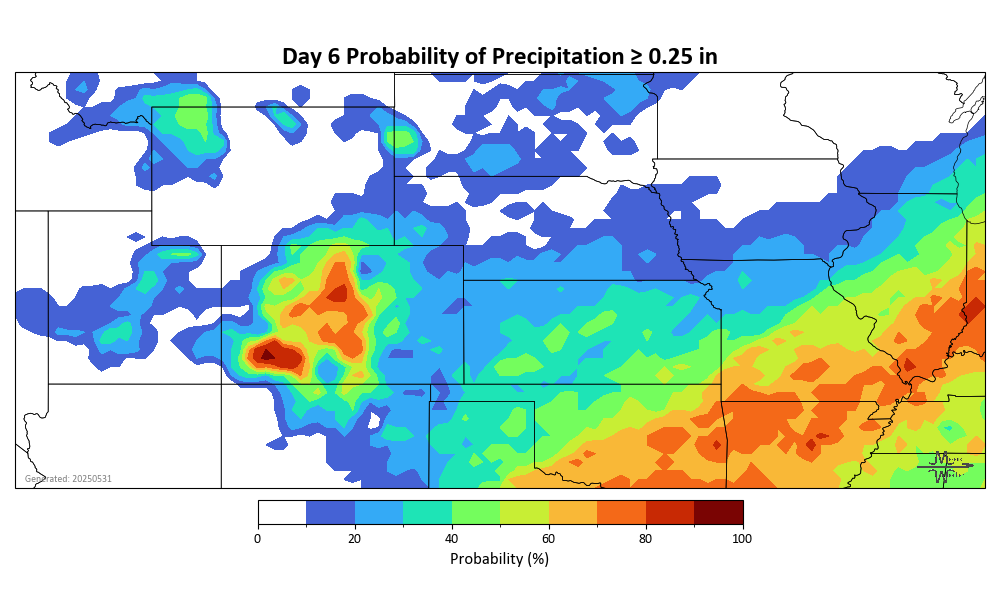 Day 6 Probability of Precipitation ≥ 0.25 in
Generated: 20250531
0 20 40 60 80 100
Probability (%)